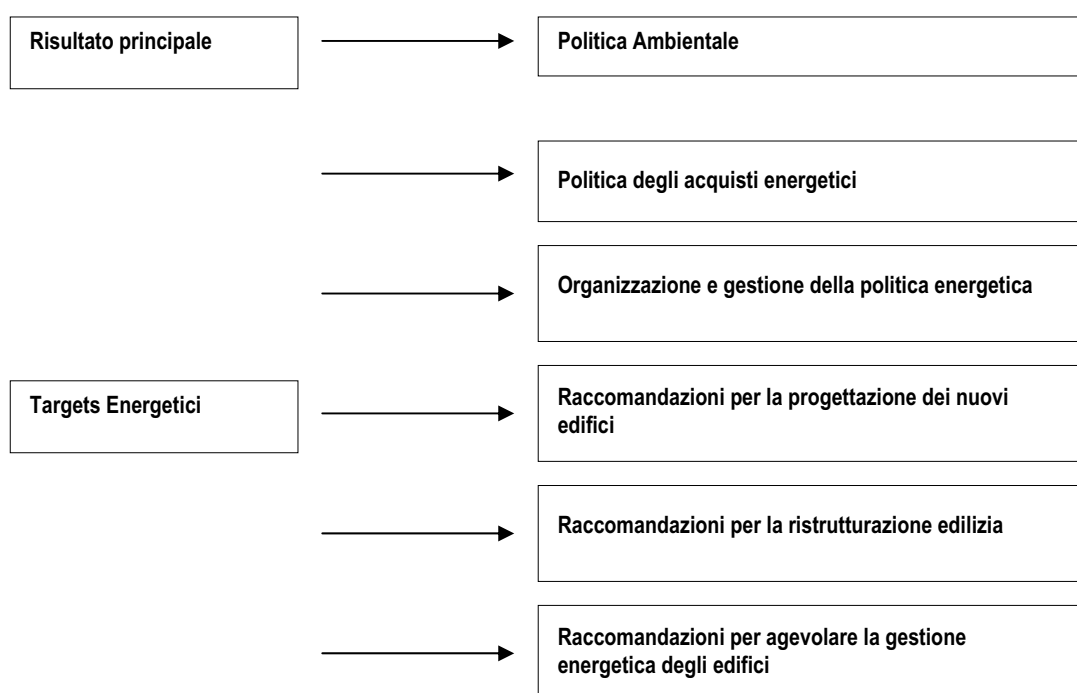 Risultato principale
Politica Ambientale
Politica degli acquisti energetici
Organizzazione e gestione della politica energetica
Targets Energetici
Raccomandazioni per la progettazione dei nuovi
edifici
Raccomandazioni per la ristrutturazione edilizia
Raccomandazioni per agevolare la gestione
energetica degli edifici